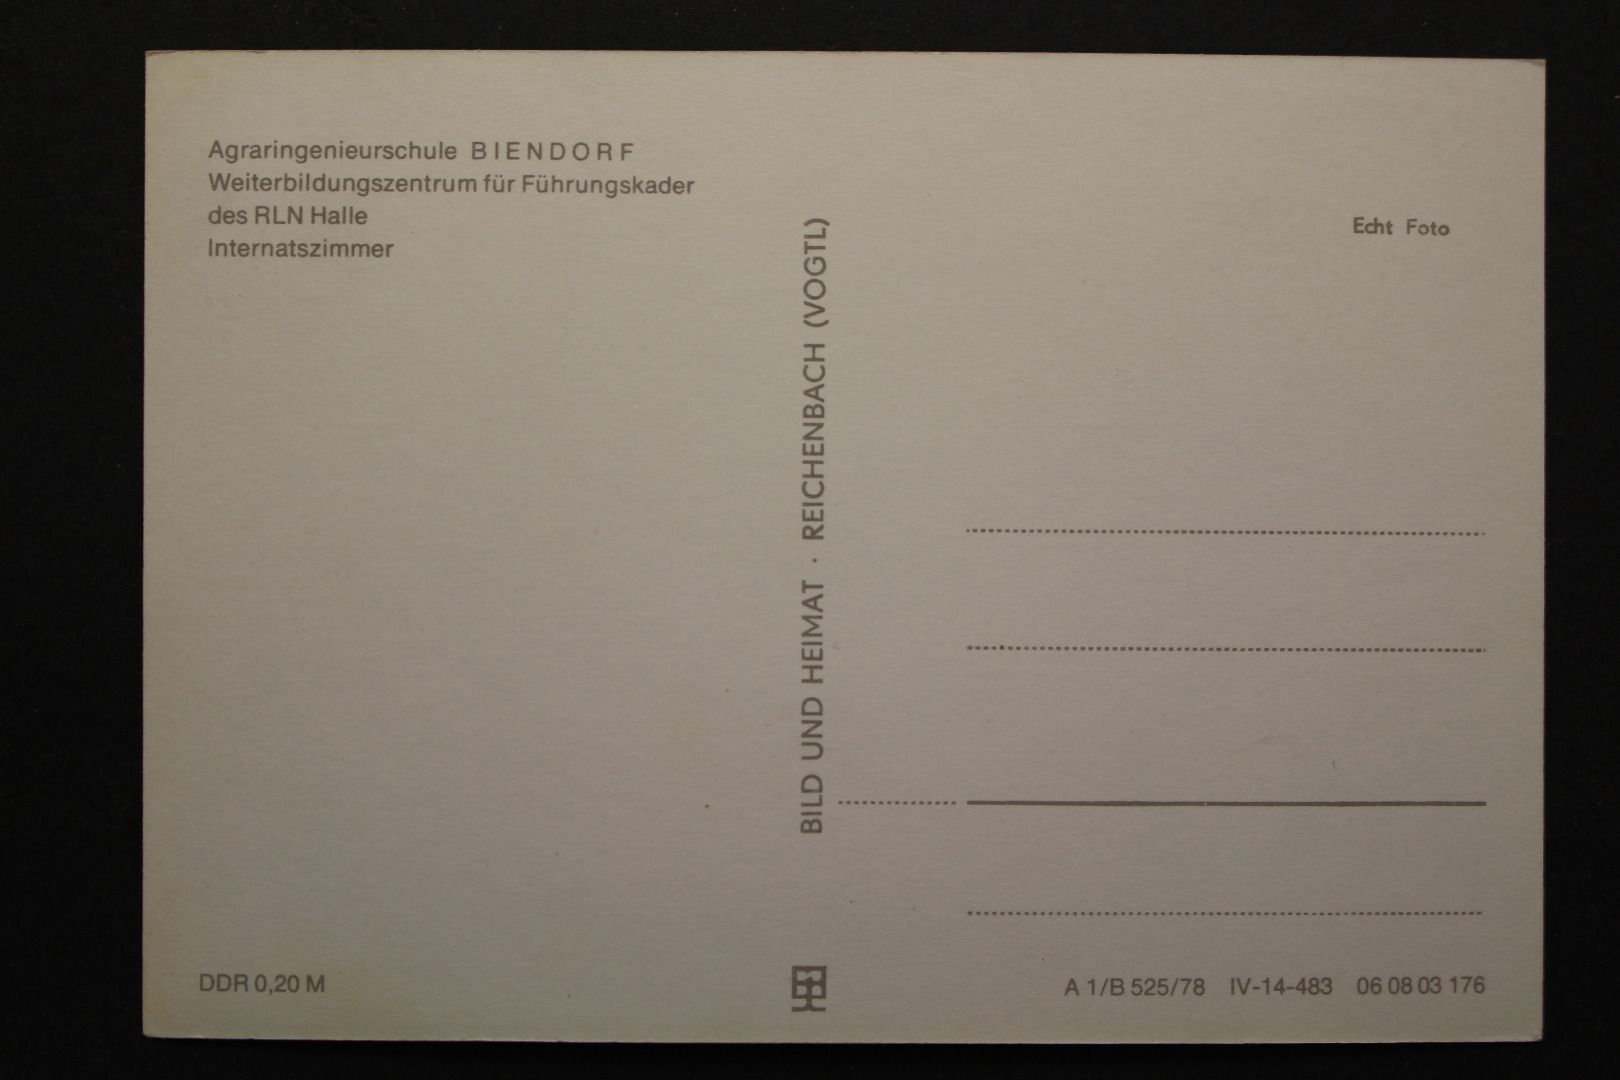 Agraringenieurschule BIENDORF
Weiterbildungszentrum für Führungskader
des RLN Halle
Internatszimmer
BILD UND HEIMAT · REICHENBACH (VOGTL)
Echt Foto
DDR 0,20 M
A 1/B 525/78 IV-14-483 06 08 03 176